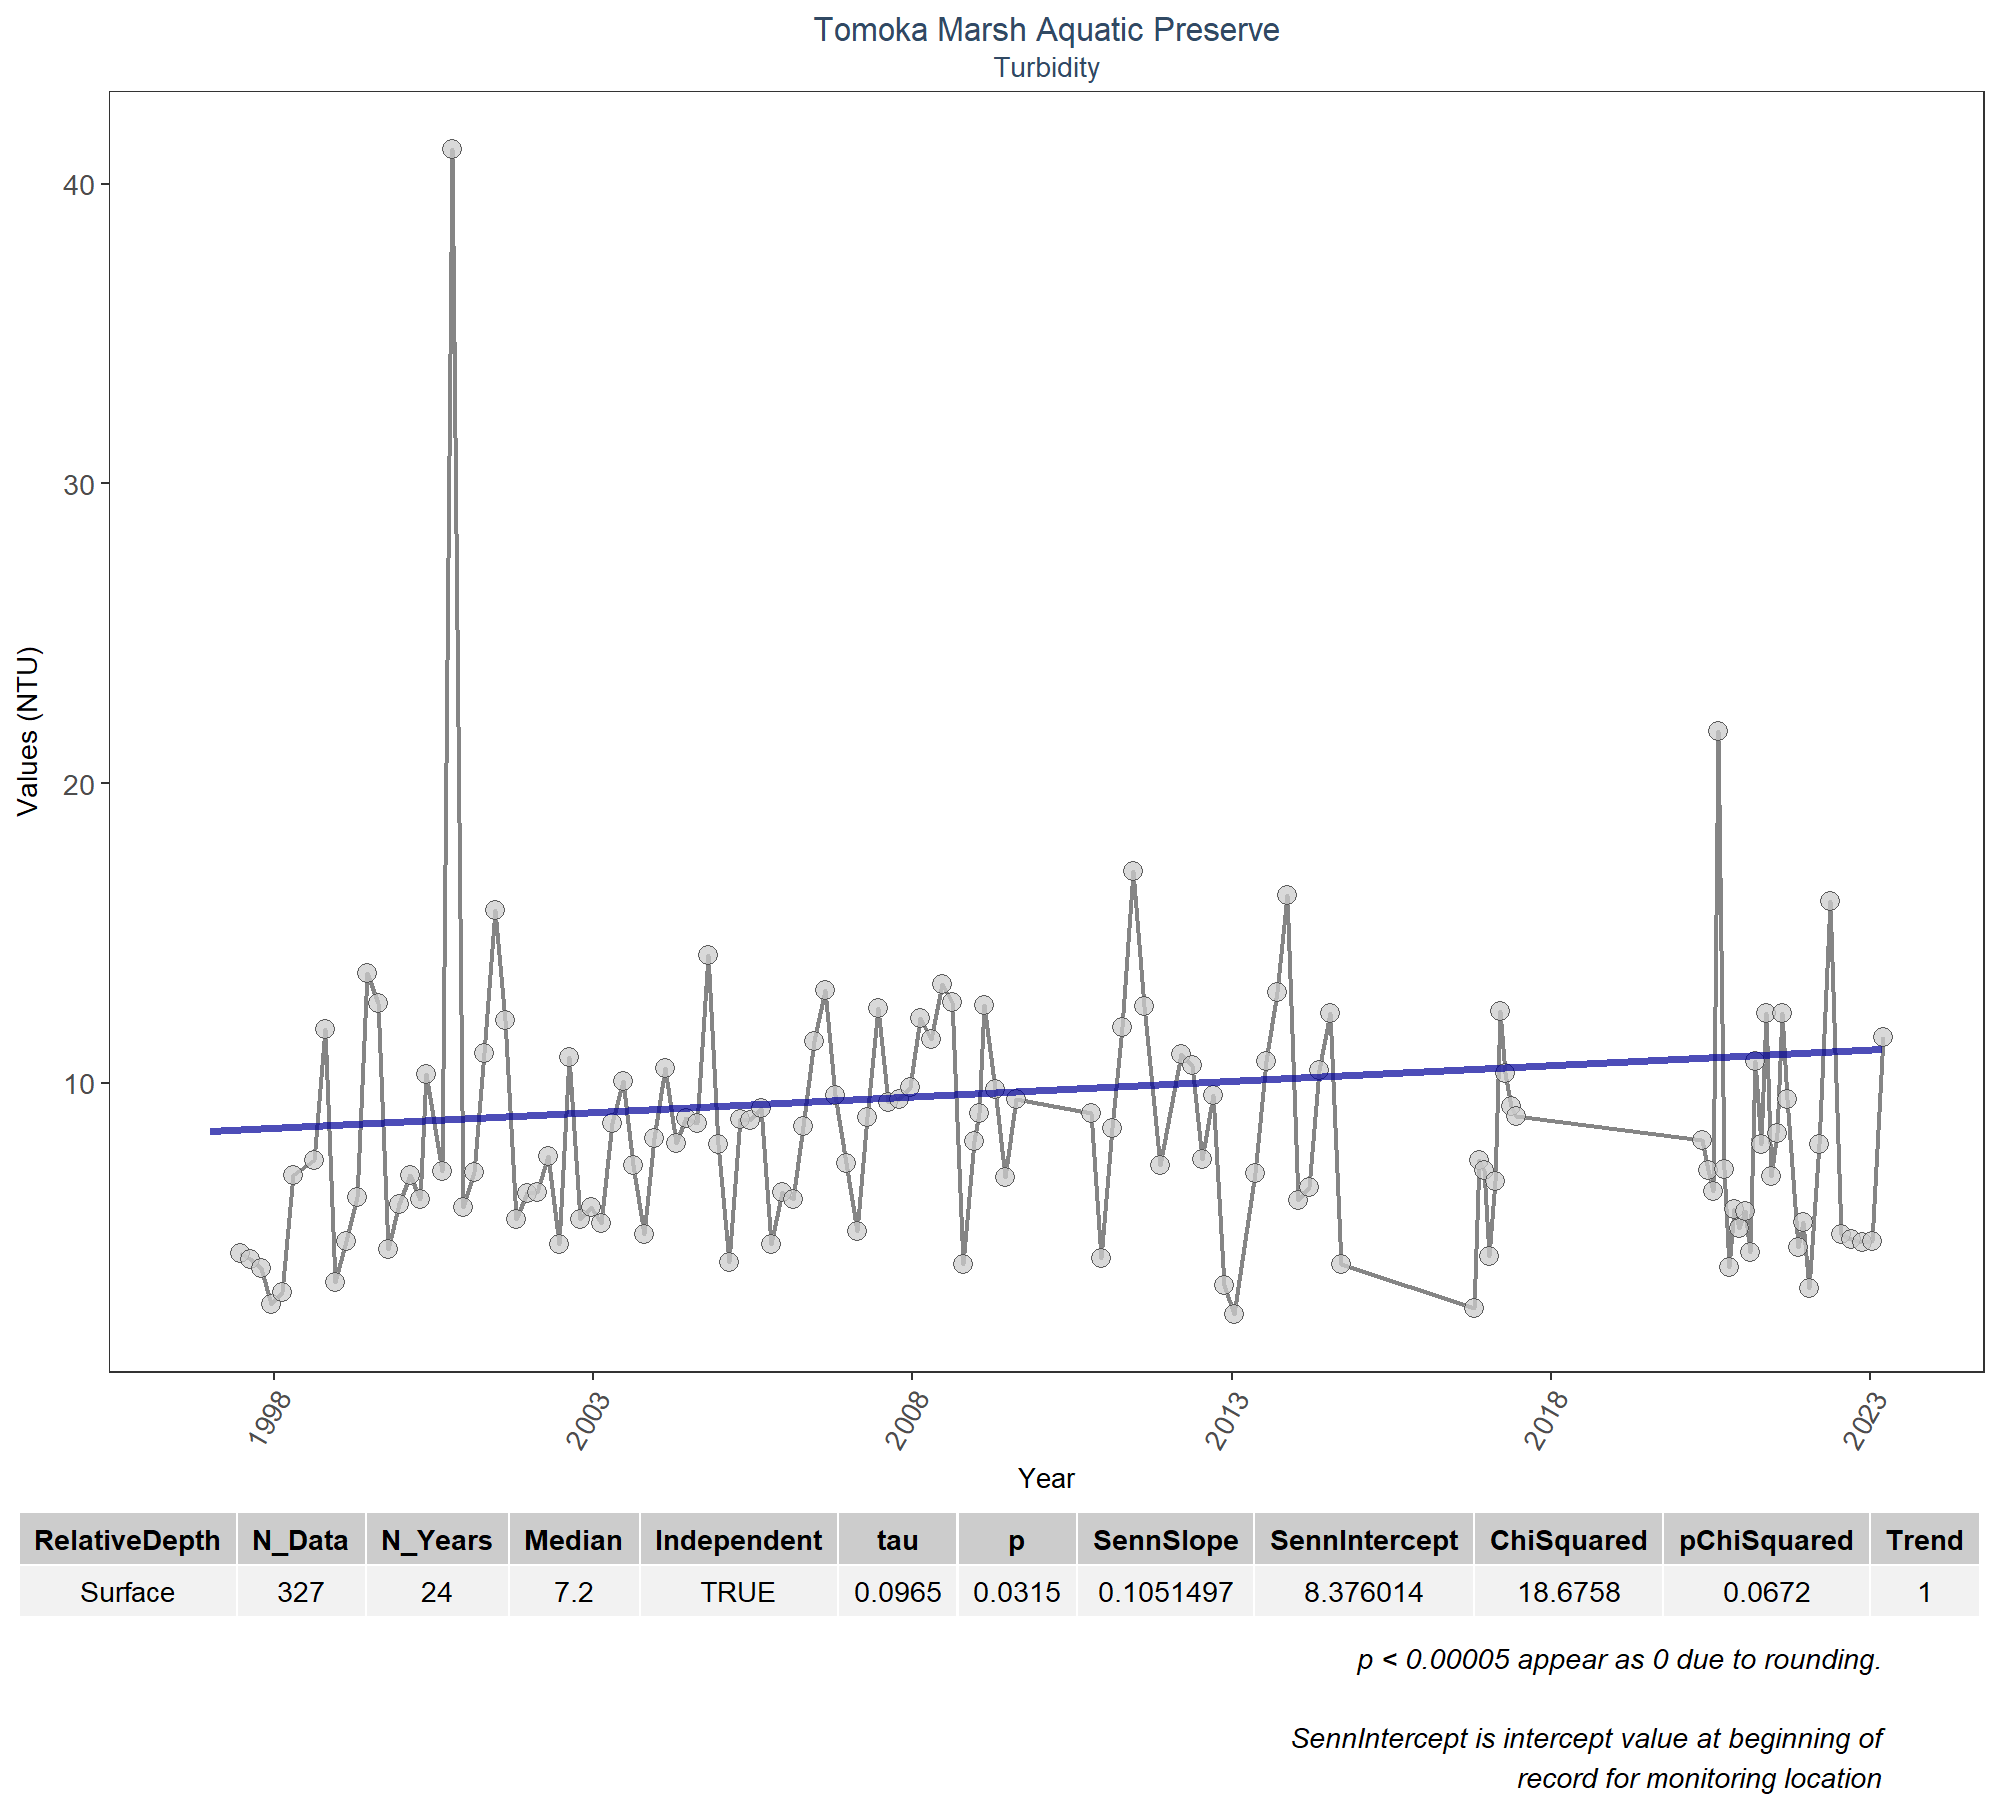 Tomoka Marsh Aquatic Preserve
Turbidity
Values (NTU)
40
30
20
10
1998
2003
2008
2013
2018
2023
Year
RelativeDepth N_Data N_Years Median Independent tau p SennSlope SennIntercept ChiSquared pChiSquared Trend
Surface 327 24 7.2 TRUE 0.0965 0.0315 0.1051497 8.376014 18.6758 0.0672 1
p < 0.00005 appear as 0 due to rounding.
SennIntercept is intercept value at beginning of
record for monitoring location